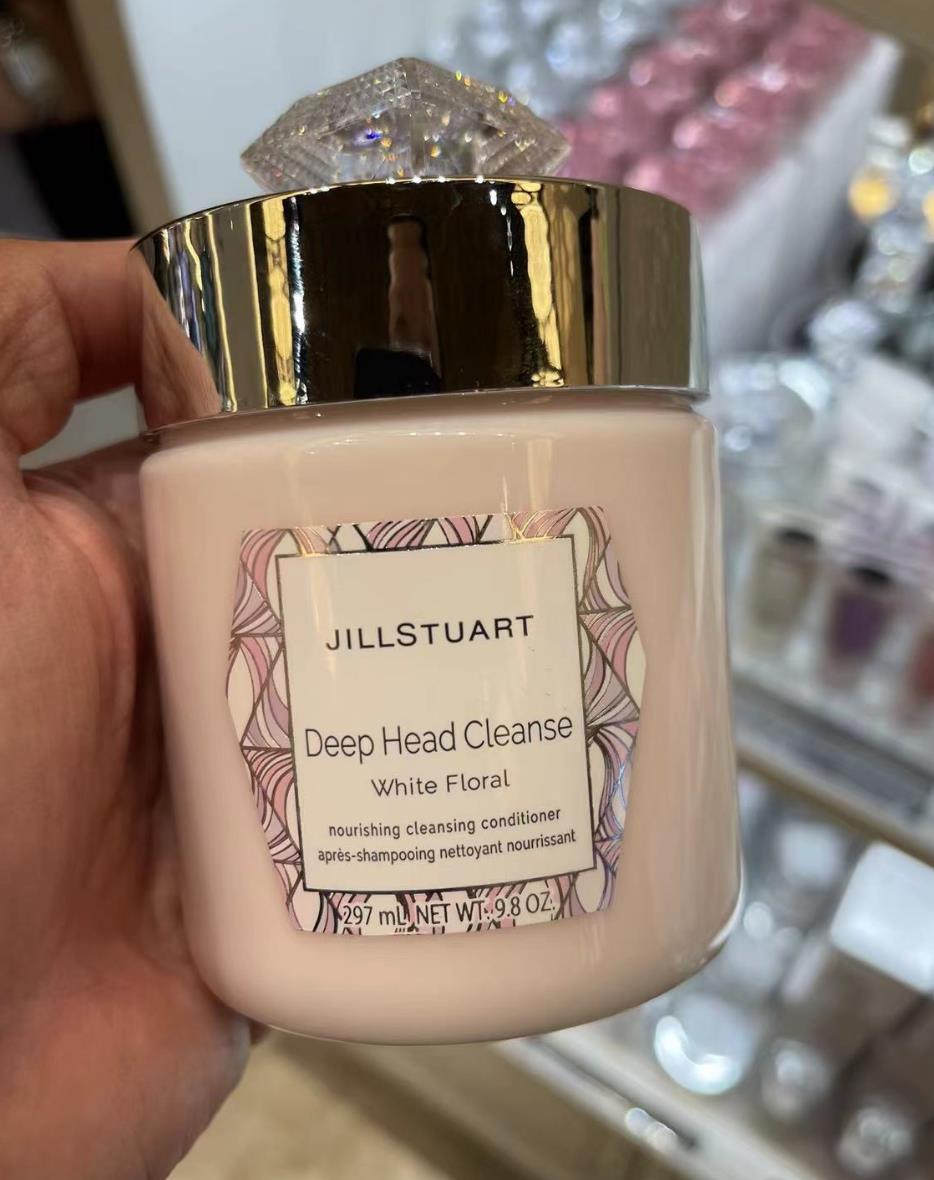 JILLSTUART
Deep Head Cleanse
White Floral
nourishing cleansing conditioner
après-shampooing nettoyant nourrissant
297 mL NET WT. 9.8 OZ.